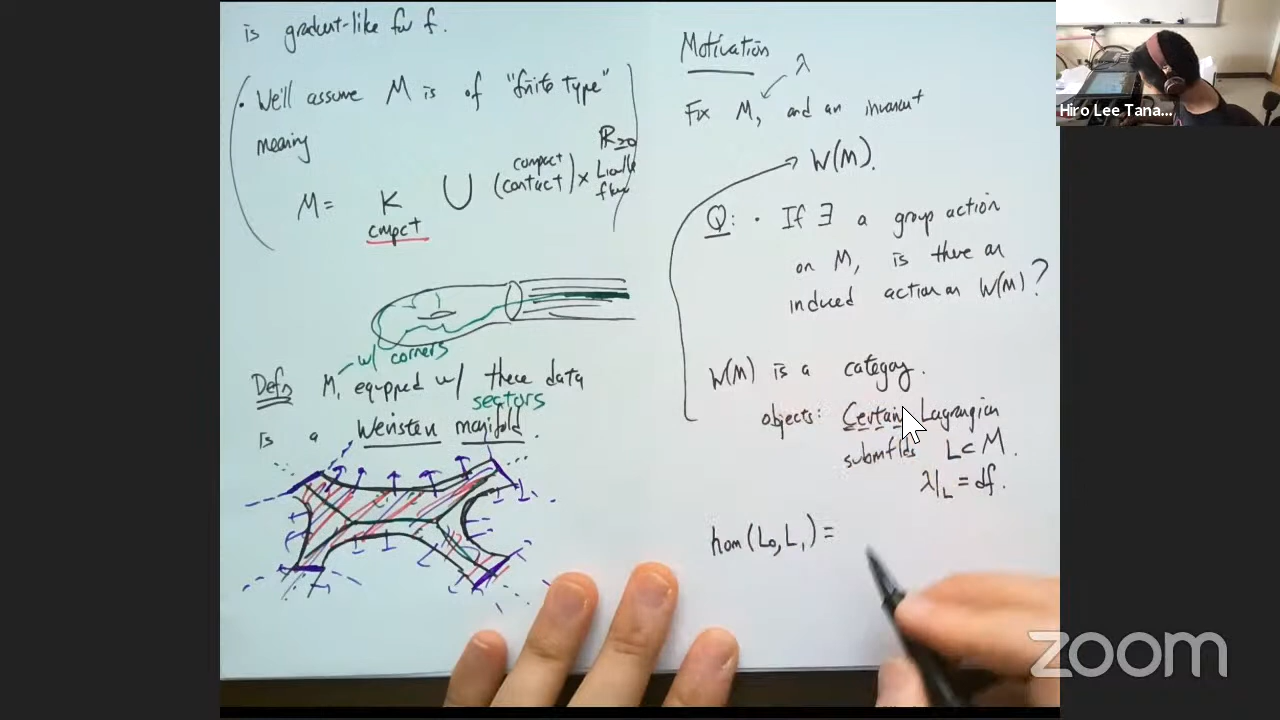 is gradient-like for f.
• We'll assume M is of "finite type"
meaning
M = K ∪ (compact contact) × R≥0 Liouville flow
cmpct
w/ corners
Defn M, equipped w/ these data
sectors
is a Weinstein manifold.
Motivation
λ
Fix M, and an invariant
W(M).
Q: • If ∃ a group action
on M, is there an
induced action on W(M)?
W(M) is a category.
objects: Certain Lagrangian
submflds L ⊂ M.
λ|L = df.
hom(L0, L1) =
Hiro Lee Tana...
zoom